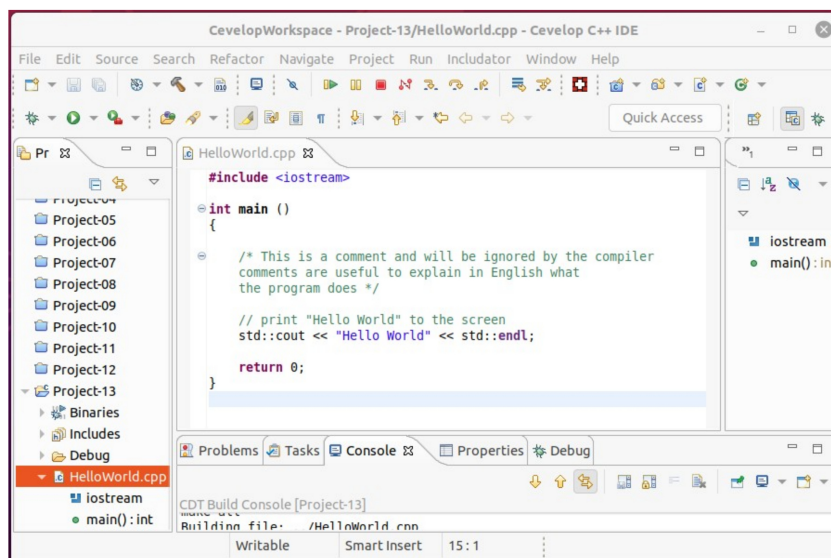 CevelopWorkspace - Project-13/HelloWorld.cpp - Cevelop C++ IDE
File Edit Source Search Refactor Navigate Project Run Includator Window Help
Quick Access
Pr
HelloWorld.cpp
Project-04
Project-05
Project-06
Project-07
Project-08
Project-09
Project-10
Project-11
Project-12
Project-13
Binaries
Includes
Debug
HelloWorld.cpp
iostream
main() : int
#include <iostream>
int main ()
{
/* This is a comment and will be ignored by the compiler
comments are useful to explain in English what
the program does */
// print "Hello World" to the screen
std::cout << "Hello World" << std::endl;
return 0;
}
iostream
main() : in
Problems Tasks Console Properties Debug
CDT Build Console [Project-13]
make all
Building file: ../HelloWorld.cpp
Writable Smart Insert 15 : 1